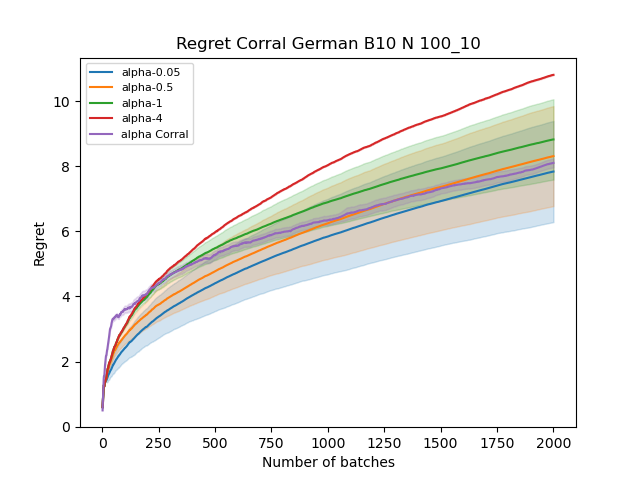 Regret Corral German B10 N 100_10
alpha-0.05
alpha-0.5
alpha-1
alpha-4
alpha Corral
10
8
6
4
2
0
Regret
0 250 500 750 1000 1250 1500 1750 2000
Number of batches